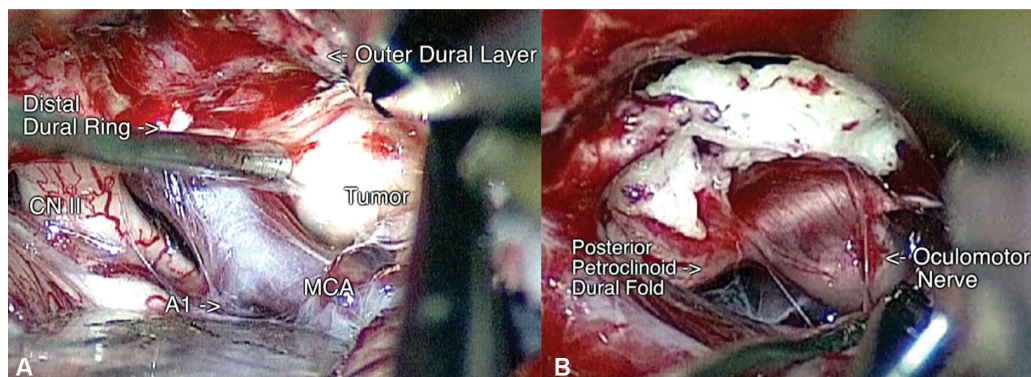 <- Outer Dural Layer
Distal
Dural Ring ->
CN II
Tumor
A1 ->
MCA
A
Posterior
Petroclinoid ->
Dural Fold
<- Oculomotor
Nerve
B